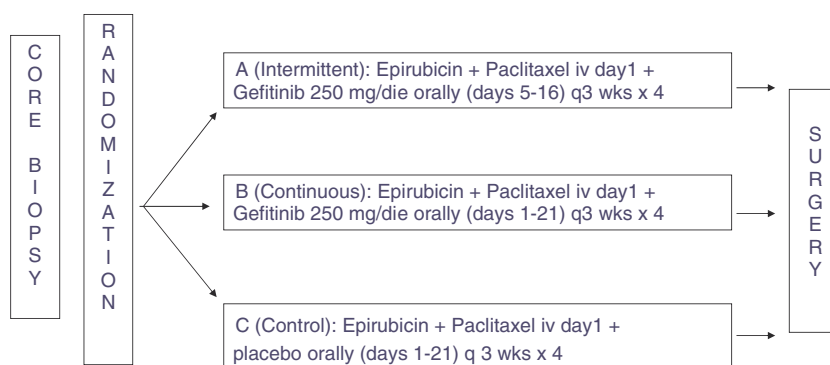 CORE BIOPSY
RANDOMIZATION
A (Intermittent): Epirubicin + Paclitaxel iv day1 +
Gefitinib 250 mg/die orally (days 5-16) q3 wks x 4
B (Continuous): Epirubicin + Paclitaxel iv day1 +
Gefitinib 250 mg/die orally (days 1-21) q3 wks x 4
C (Control): Epirubicin + Paclitaxel iv day1 +
placebo orally (days 1-21) q 3 wks x 4
SURGERY